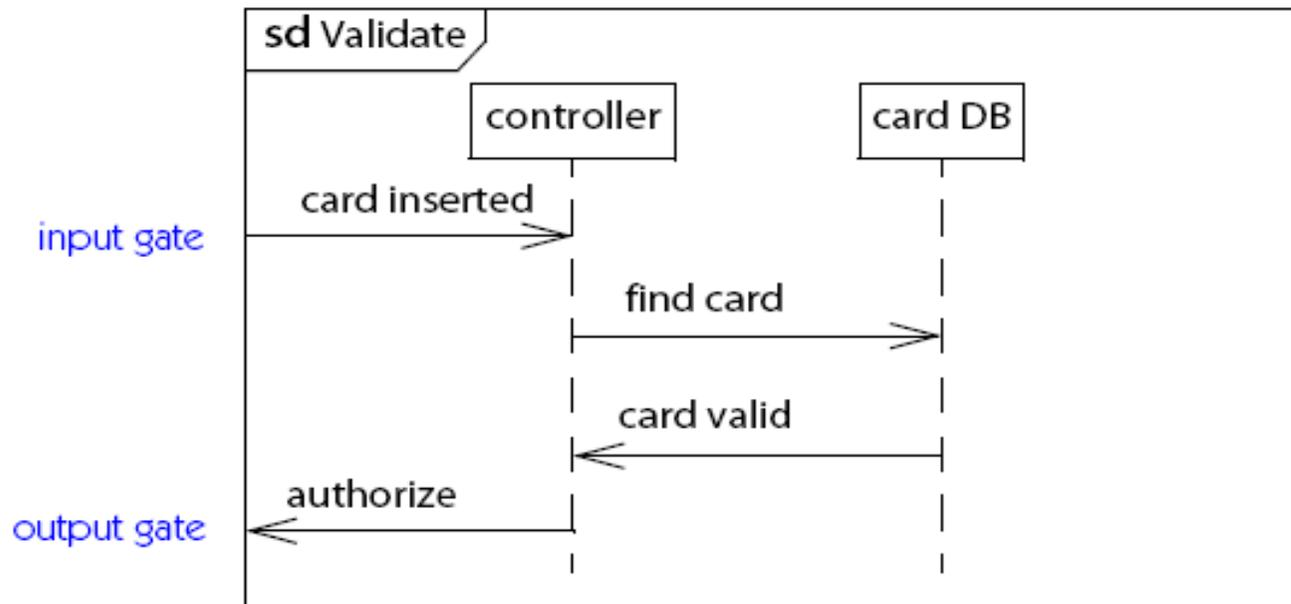 sd Validate
controller
card DB
card inserted
input gate
find card
card valid
authorize
output gate